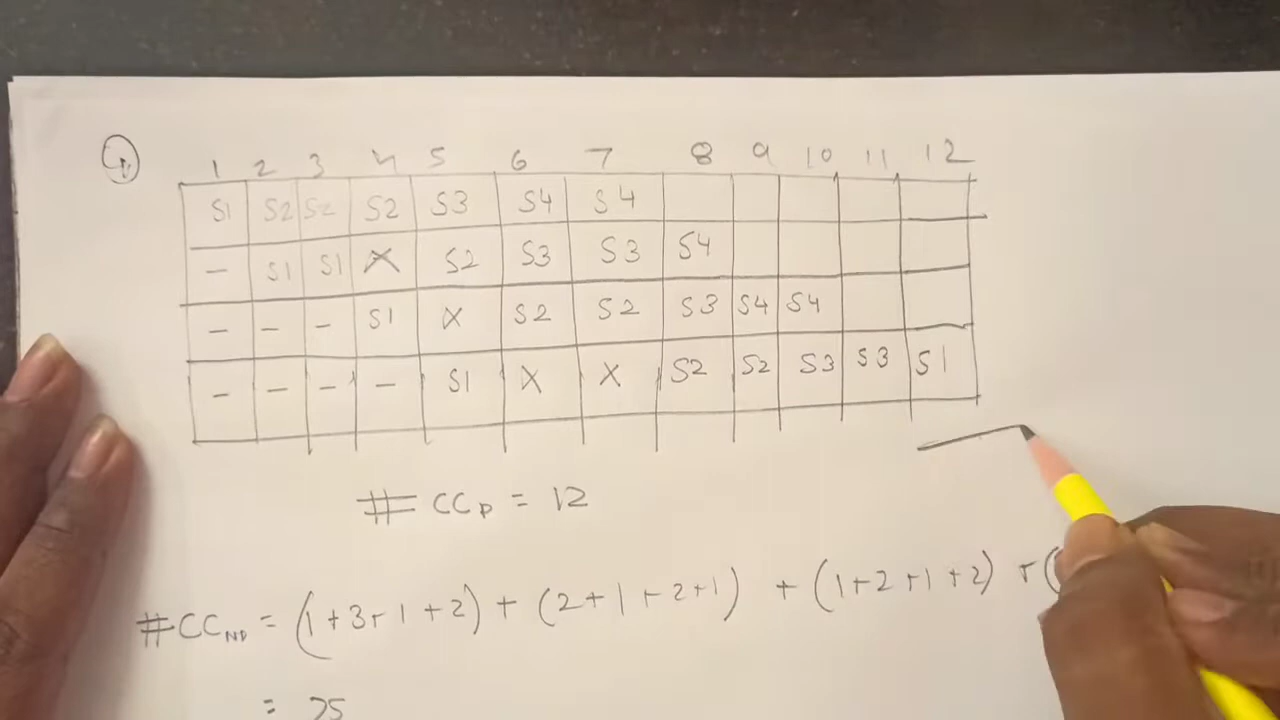 4
1 2 3 4 5 6 7 8 9 10 11 12
S1 S2 S2 S2 S3 S4 S4
- S1 S1 X S2 S3 S3 S4
- - - S1 X S2 S2 S3 S4 S4
- - - - S1 X X S2 S2 S3 S3 S1
# CCP = 12
#CCNP = (1+3+1+2) + (2+1+2+1) + (1+2+1+2) + (
= 25